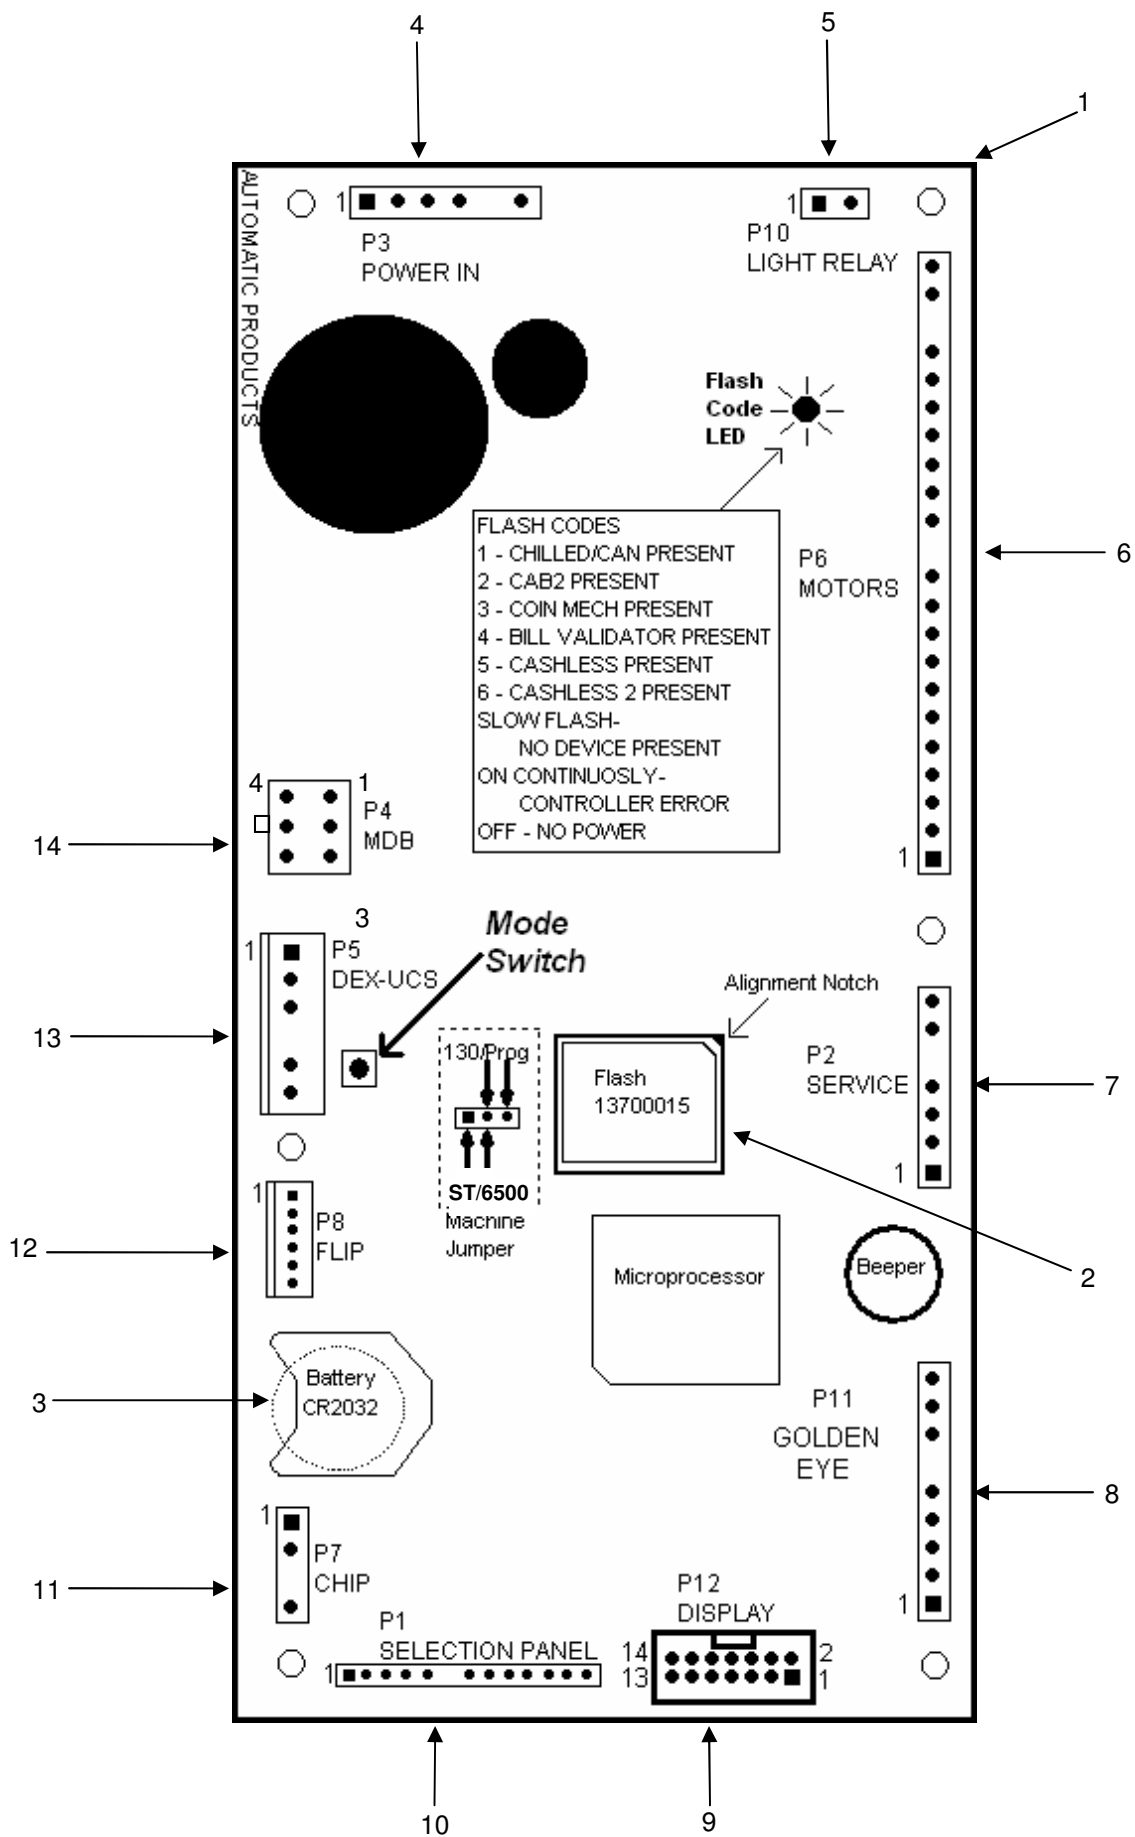 4
5
1
AUTOMATIC PRODUCTS
1
P3
POWER IN
1
P10
LIGHT RELAY
Flash
Code
LED
FLASH CODES
1 - CHILLED/CAN PRESENT
2 - CAB2 PRESENT
3 - COIN MECH PRESENT
4 - BILL VALIDATOR PRESENT
5 - CASHLESS PRESENT
6 - CASHLESS 2 PRESENT
SLOW FLASH-
NO DEVICE PRESENT
ON CONTINUOSLY-
CONTROLLER ERROR
OFF - NO POWER
P6
MOTORS
6
1
4
1
P4
MDB
14
3
1
P5
DEX-UCS
13
Mode
Switch
Alignment Notch
130/Prog
ST/6500
Machine
Jumper
Flash
13700015
P2
SERVICE
7
1
1
P8
FLIP
12
Microprocessor
Beeper
2
Battery
CR2032
3
P11
GOLDEN
EYE
8
1
1
P7
CHIP
11
P1
SELECTION PANEL
1
P12
DISPLAY
14
2
13
1
10
9